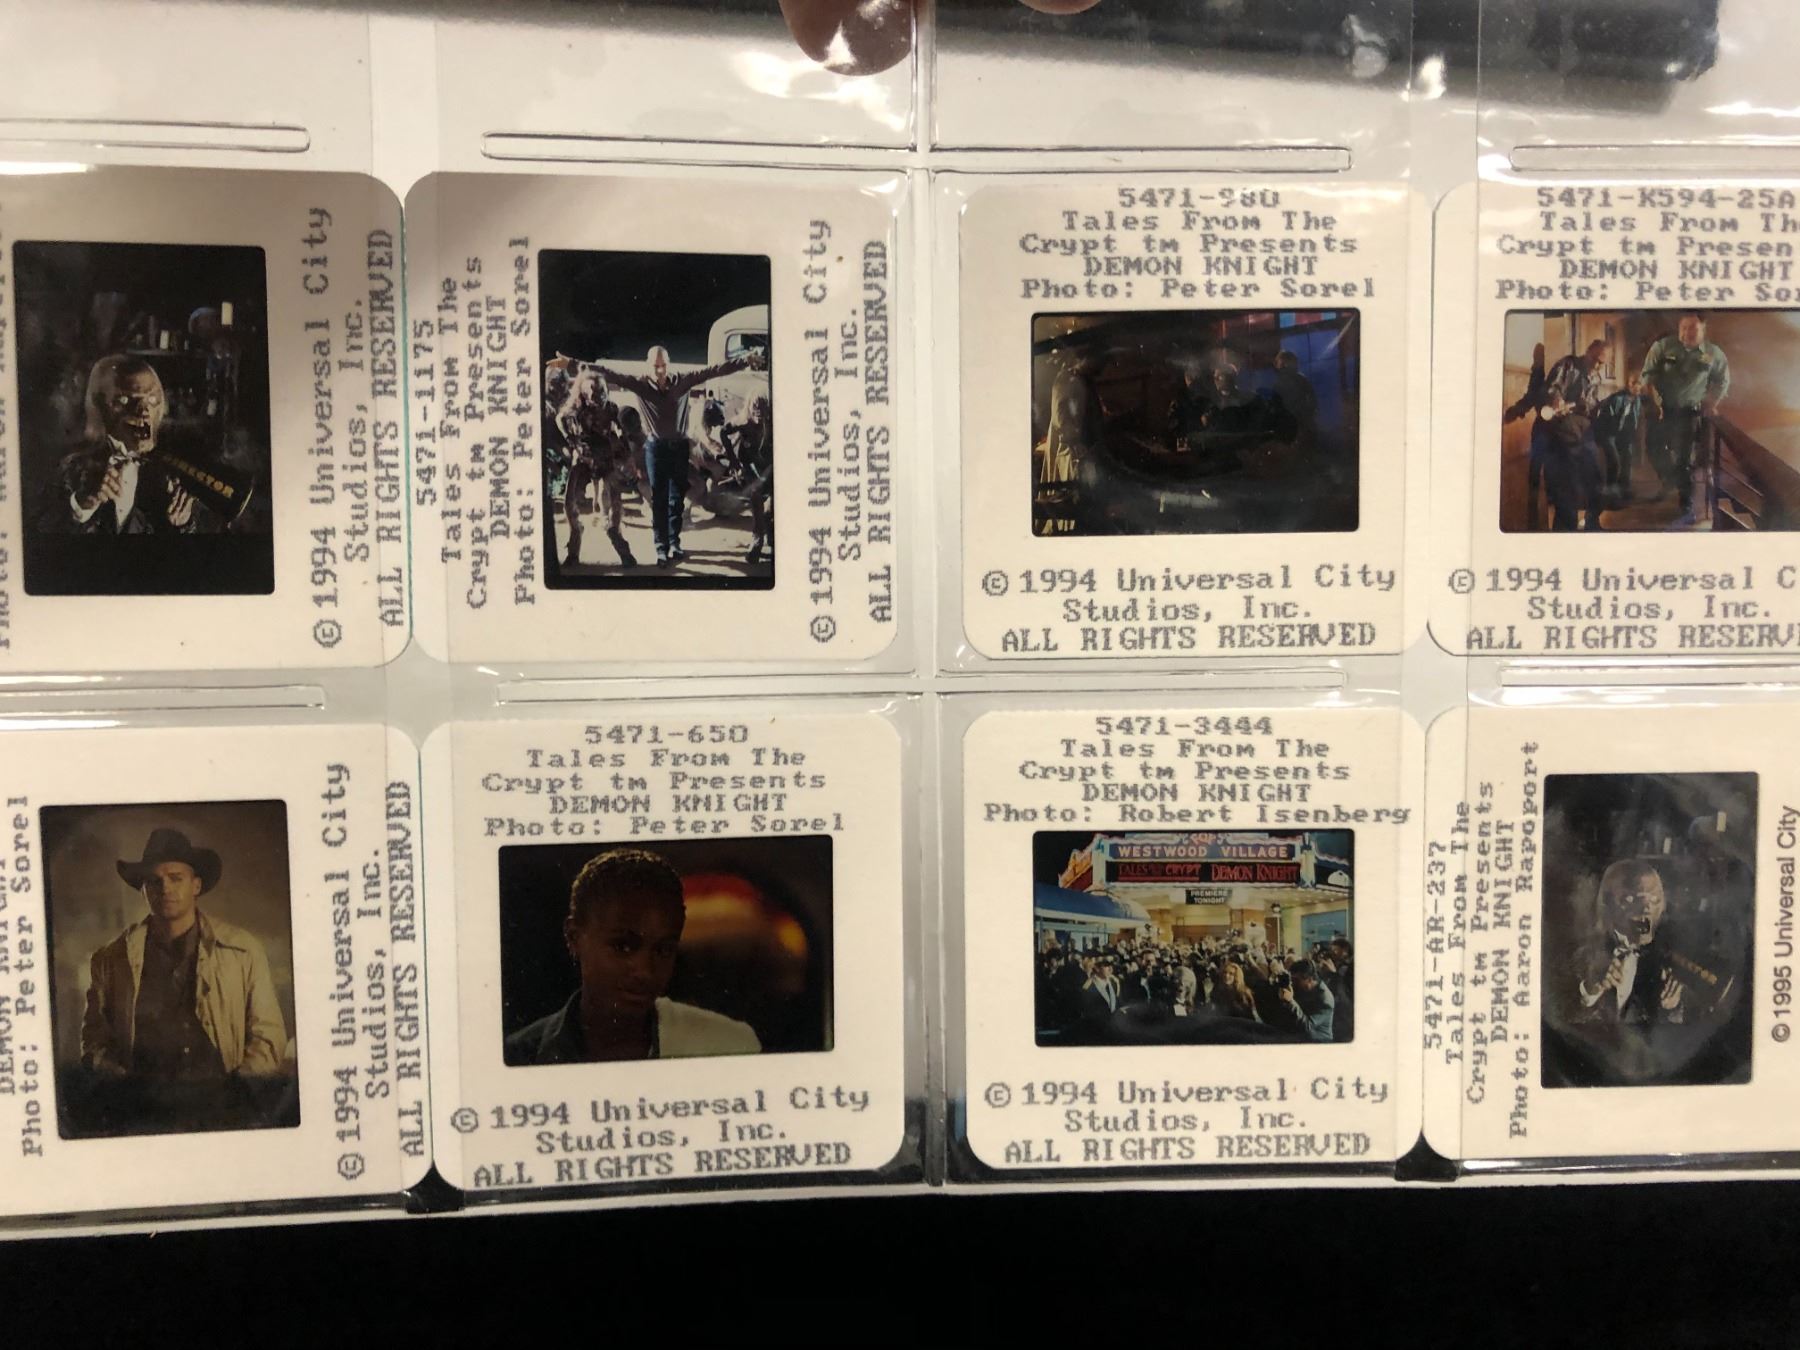 DIRECTOR
© 1994 Universal City
Studios, Inc.
ALL RIGHTS RESERVED
5471-1175
Tales From The
Crypt tm Presents
DEMON KNIGHT
Photo: Peter Sorel
© 1994 Universal City
Studios, Inc.
ALL RIGHTS RESERVED
5471-980
Tales From The
Crypt tm Presents
DEMON KNIGHT
Photo: Peter Sorel
© 1994 Universal City
Studios, Inc.
ALL RIGHTS RESERVED
5471-K594-25A
Tales From Th
Crypt tm Presen
DEMON KNIGHT
Photo: Peter Sor
© 1994 Universal C
Studios, Inc.
ALL RIGHTS RESERV
DEMON KNIGHT
Photo: Peter Sorel
© 1994 Universal City
Studios, Inc.
ALL RIGHTS RESERVED
5471-650
Tales From The
Crypt tm Presents
DEMON KNIGHT
Photo: Peter Sorel
© 1994 Universal City
Studios, Inc.
ALL RIGHTS RESERVED
5471-3444
Tales From The
Crypt tm Presents
DEMON KNIGHT
Photo: Robert Isenberg
WESTWOOD VILLAGE
TALES CRYPT DEMON KNIGHT
PREMIERE
TONIGHT
© 1994 Universal City
Studios, Inc.
ALL RIGHTS RESERVED
5471-AR-237
Tales From The
Crypt tm Presents
DEMON KNIGHT
Photo: Aaron Rapoport
DIRECTOR
©1995 Universal City